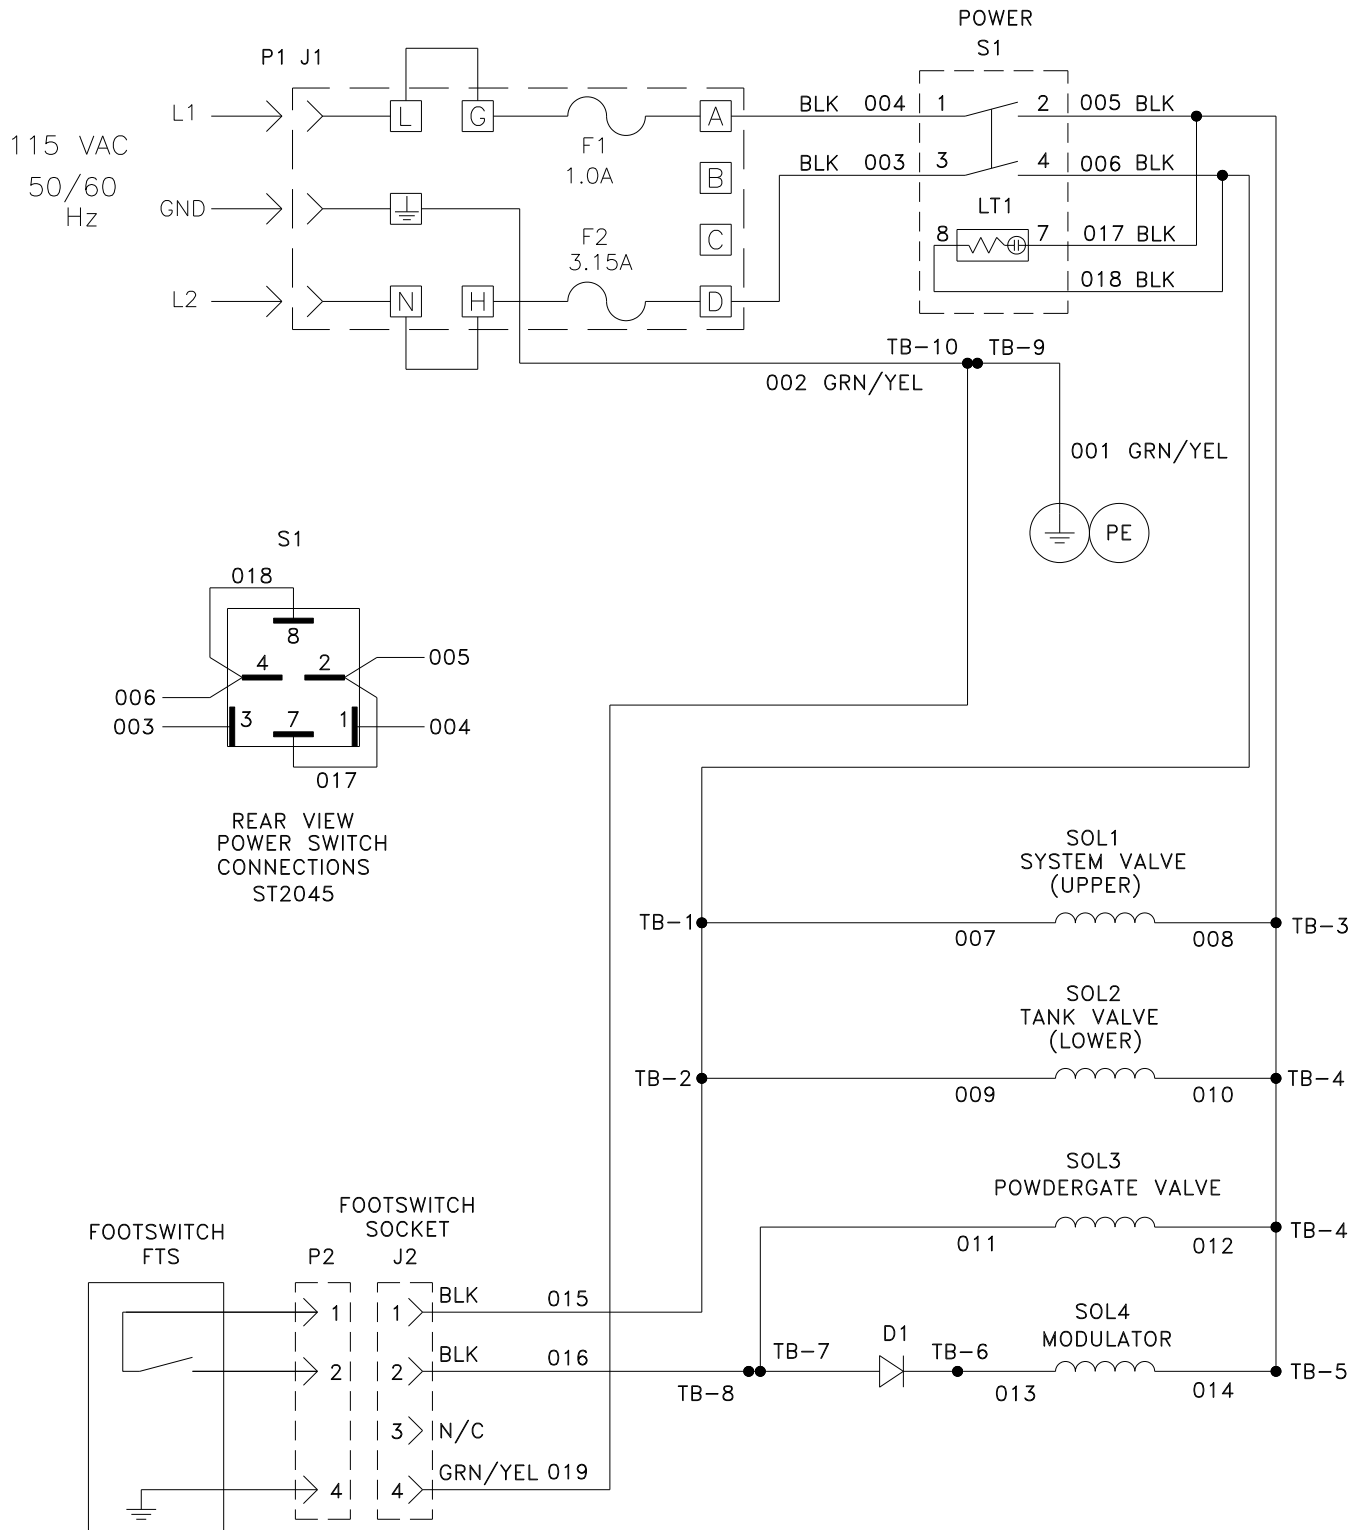 POWER
S1
P1 J1
L1
L
G
F1
1.0A
A
BLK 004
1
2
005 BLK
115 VAC
50/60
Hz
B
BLK 003
3
4
006 BLK
GND
C
LT1
F2
3.15A
8
7
017 BLK
018 BLK
L2
N
H
D
TB-10
TB-9
002 GRN/YEL
001 GRN/YEL
PE
S1
018
8
4
2
005
006
003
3
7
1
004
017
REAR VIEW
POWER SWITCH
CONNECTIONS
ST2045
SOL1
SYSTEM VALVE
(UPPER)
TB-1
007
008
TB-3
SOL2
TANK VALVE
(LOWER)
TB-2
009
010
TB-4
SOL3
POWDERGATE VALVE
011
012
TB-4
FOOTSWITCH
FTS
FOOTSWITCH
SOCKET
P2
J2
1
1
BLK
015
SOL4
MODULATOR
D1
2
2
BLK
016
TB-8
TB-7
TB-6
013
014
TB-5
3
N/C
4
4
GRN/YEL 019